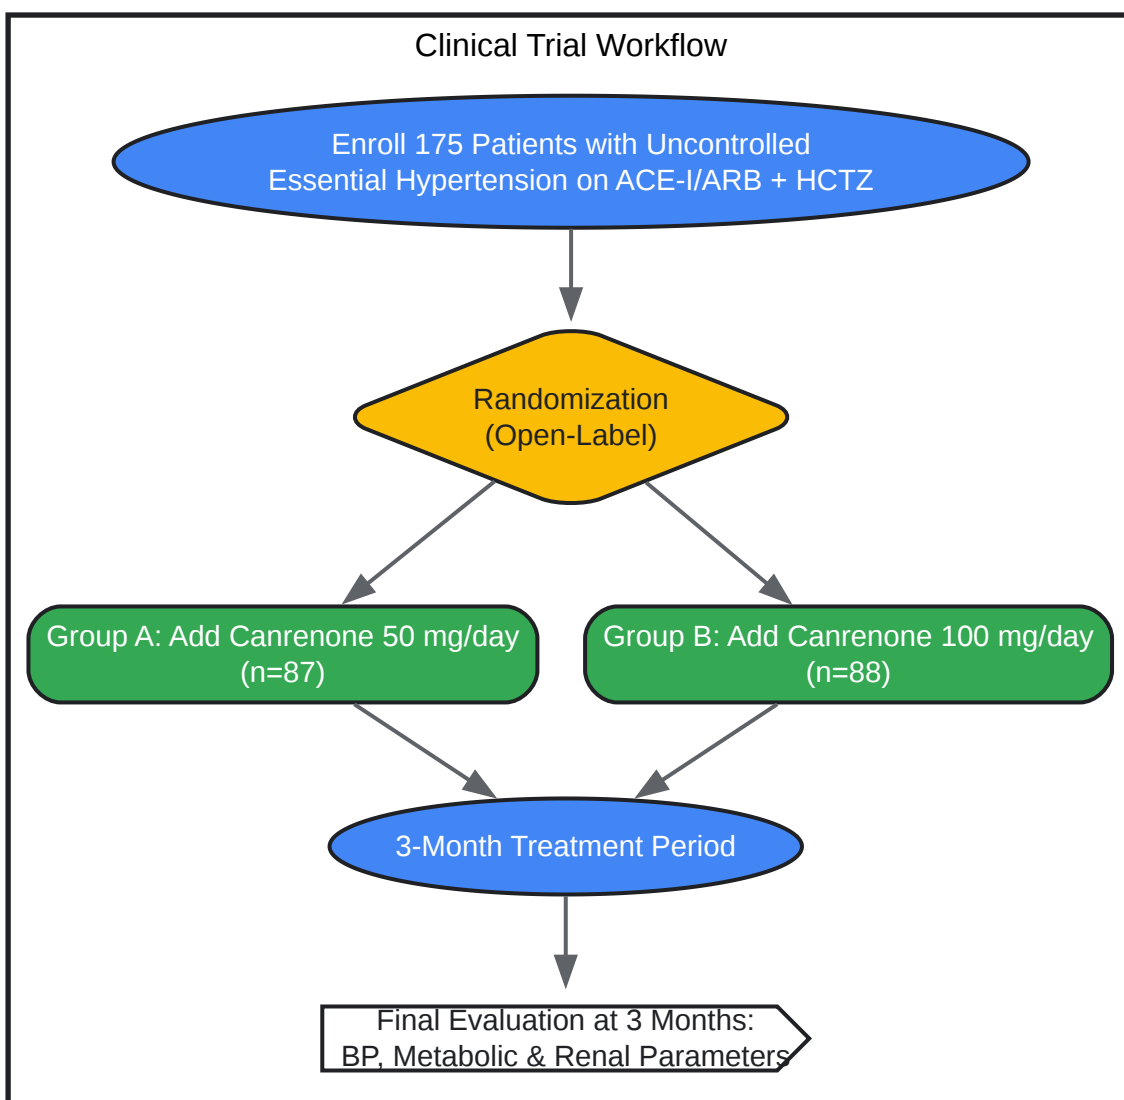 Clinical Trial Workflow
Enroll 175 Patients with Uncontrolled
Essential Hypertension on ACE-I/ARB + HCTZ
Randomization
(Open-Label)
Group A: Add Canrenone 50 mg/day
(n=87)
Group B: Add Canrenone 100 mg/day
(n=88)
3-Month Treatment Period
Final Evaluation at 3 Months:
BP, Metabolic & Renal Parameters